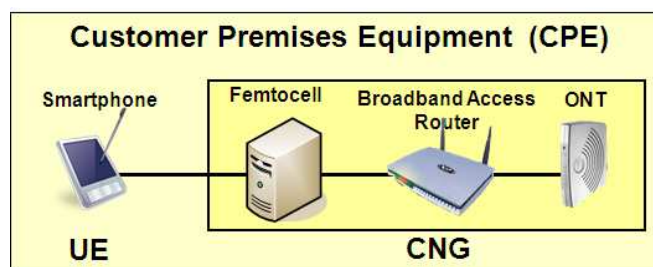 Customer Premises Equipment (CPE)
Smartphone
Femtocell
Broadband Access
Router
ONT
UE
CNG